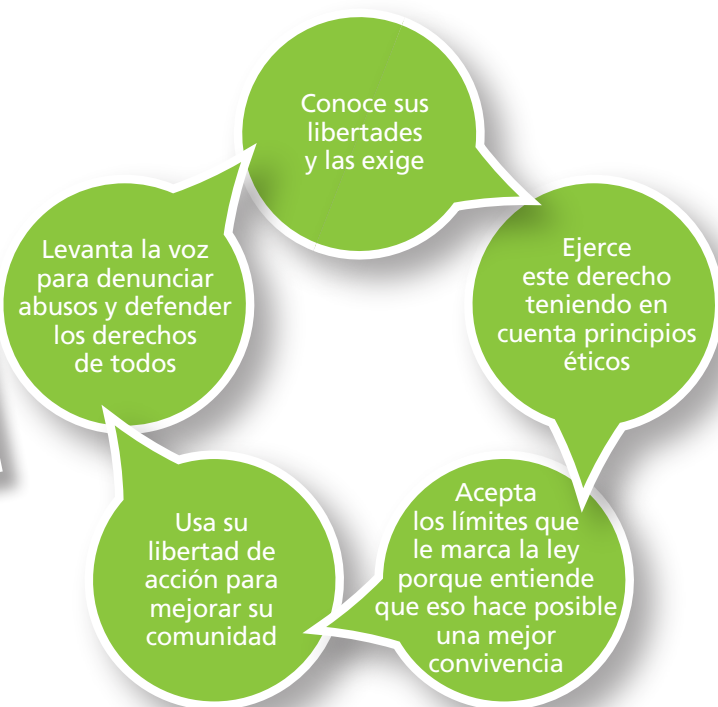 Conoce sus
libertades
y las exige
Ejerce
este derecho
teniendo en
cuenta principios
éticos
Acepta
los límites que
le marca la ley
porque entiende
que eso hace posible
una mejor
convivencia
Usa su
libertad de
acción para
mejorar su
comunidad
Levanta la voz
para denunciar
abusos y defender
los derechos
de todos